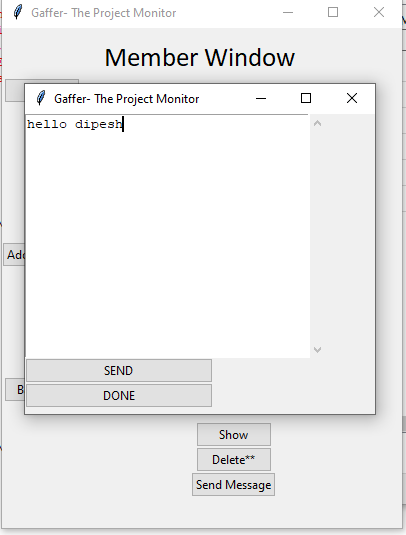 Gaffer- The Project Monitor
Member Window
Gaffer- The Project Monitor
hello dipesh
SEND
DONE
Show
Delete**
Send Message